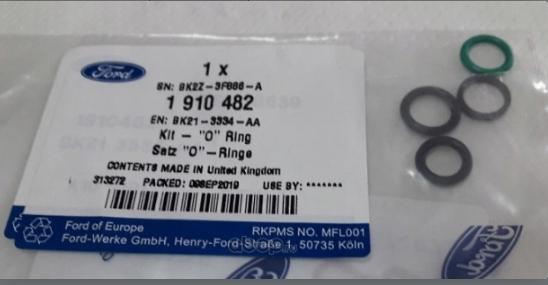 Ford
1 x
SN: BK2Z-3F886-A
1 910 482
EN: BK21-3334-AA
Kit - "O" Ring
Satz "O"-Ringe
CONTENTS MADE IN United Kingdom
313272 PACKED: 09SEP2019 USE BY: *******
Ford of Europe RKPMS NO. MFL001
Ford-Werke GmbH, Henry-Ford-Straße 1, 50735 Köln
Ford